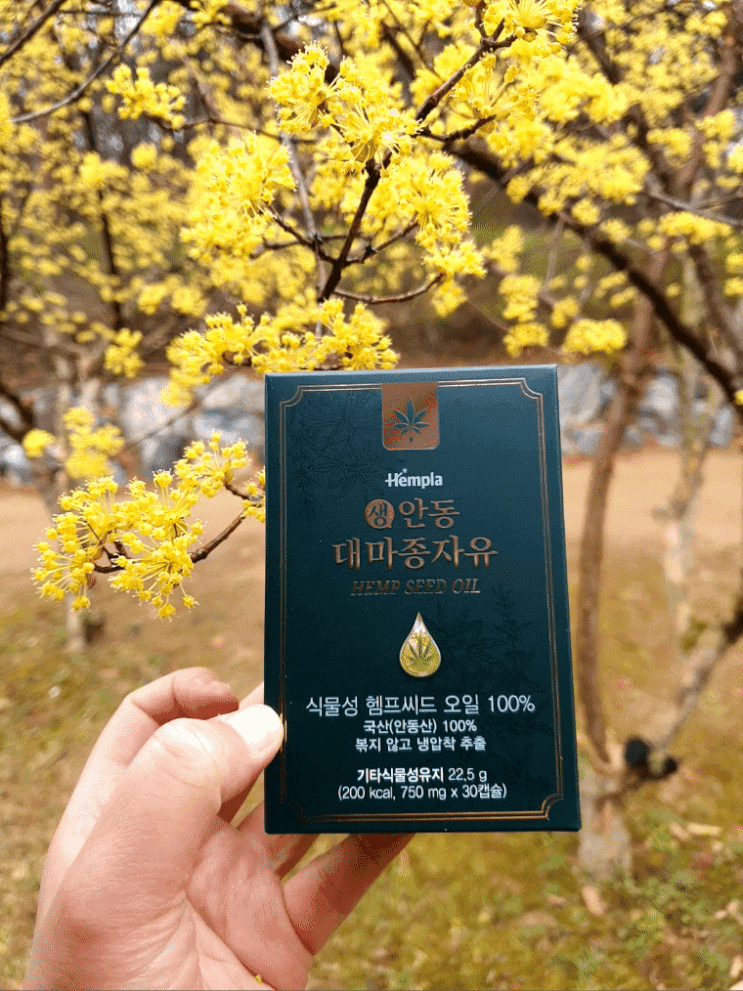 Hempla
생 안동
대마종자유
HEMP SEED OIL
식물성 헴프씨드 오일 100%
국산(안동산) 100%
볶지 않고 냉압착 추출
기타식물성유지 22.5 g
(200 kcal, 750 mg x 30캡슐)